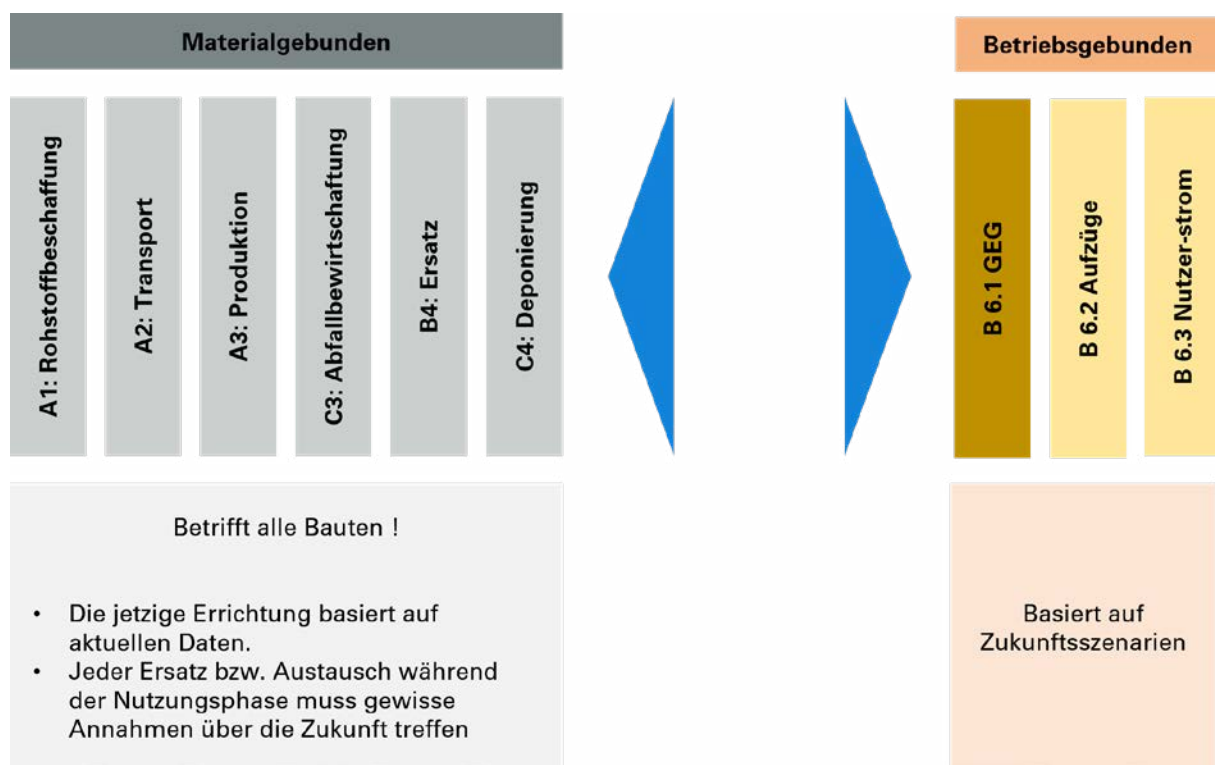 Materialgebunden
Betriebsgebunden
A1: Rohstoffbeschaffung
A2: Transport
A3: Produktion
C3: Abfallbewirtschaftung
B4: Ersatz
C4: Deponierung
B 6.1 GEG
B 6.2 Aufzüge
B 6.3 Nutzer-strom
Betrifft alle Bauten !
• Die jetzige Errichtung basiert auf
aktuellen Daten.
• Jeder Ersatz bzw. Austausch während
der Nutzungsphase muss gewisse
Annahmen über die Zukunft treffen
Basiert auf
Zukunftsszenarien